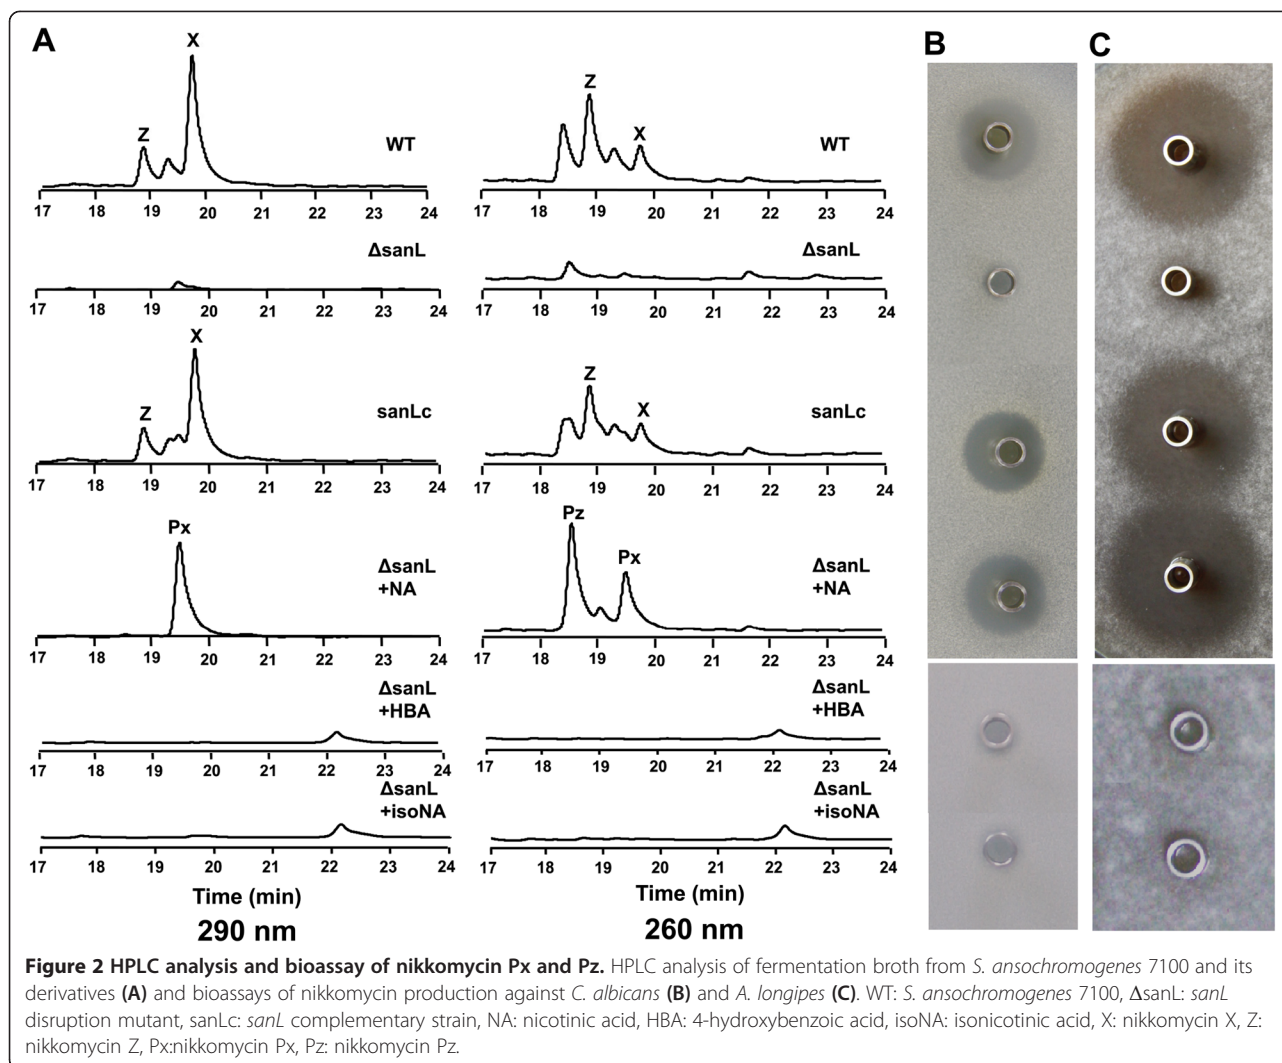 A
B
C
X
Z
WT
17 18 19 20 21 22 23 24
Z
X
WT
17 18 19 20 21 22 23 24
ΔsanL
17 18 19 20 21 22 23 24
ΔsanL
17 18 19 20 21 22 23 24
X
Z
sanLc
17 18 19 20 21 22 23 24
Z
X
sanLc
17 18 19 20 21 22 23 24
Px
ΔsanL
+NA
17 18 19 20 21 22 23 24
Pz
Px
ΔsanL
+NA
17 18 19 20 21 22 23 24
ΔsanL
+HBA
17 18 19 20 21 22 23 24
ΔsanL
+HBA
17 18 19 20 21 22 23 24
ΔsanL
+isoNA
17 18 19 20 21 22 23 24
Time (min)
290 nm
ΔsanL
+isoNA
17 18 19 20 21 22 23 24
Time (min)
260 nm
Figure 2 HPLC analysis and bioassay of nikkomycin Px and Pz. HPLC analysis of fermentation broth from S. ansochromogenes 7100 and its
derivatives (A) and bioassays of nikkomycin production against C. albicans (B) and A. longipes (C). WT: S. ansochromogenes 7100, ΔsanL: sanL
disruption mutant, sanLc: sanL complementary strain, NA: nicotinic acid, HBA: 4-hydroxybenzoic acid, isoNA: isonicotinic acid, X: nikkomycin X, Z:
nikkomycin Z, Px:nikkomycin Px, Pz: nikkomycin Pz.